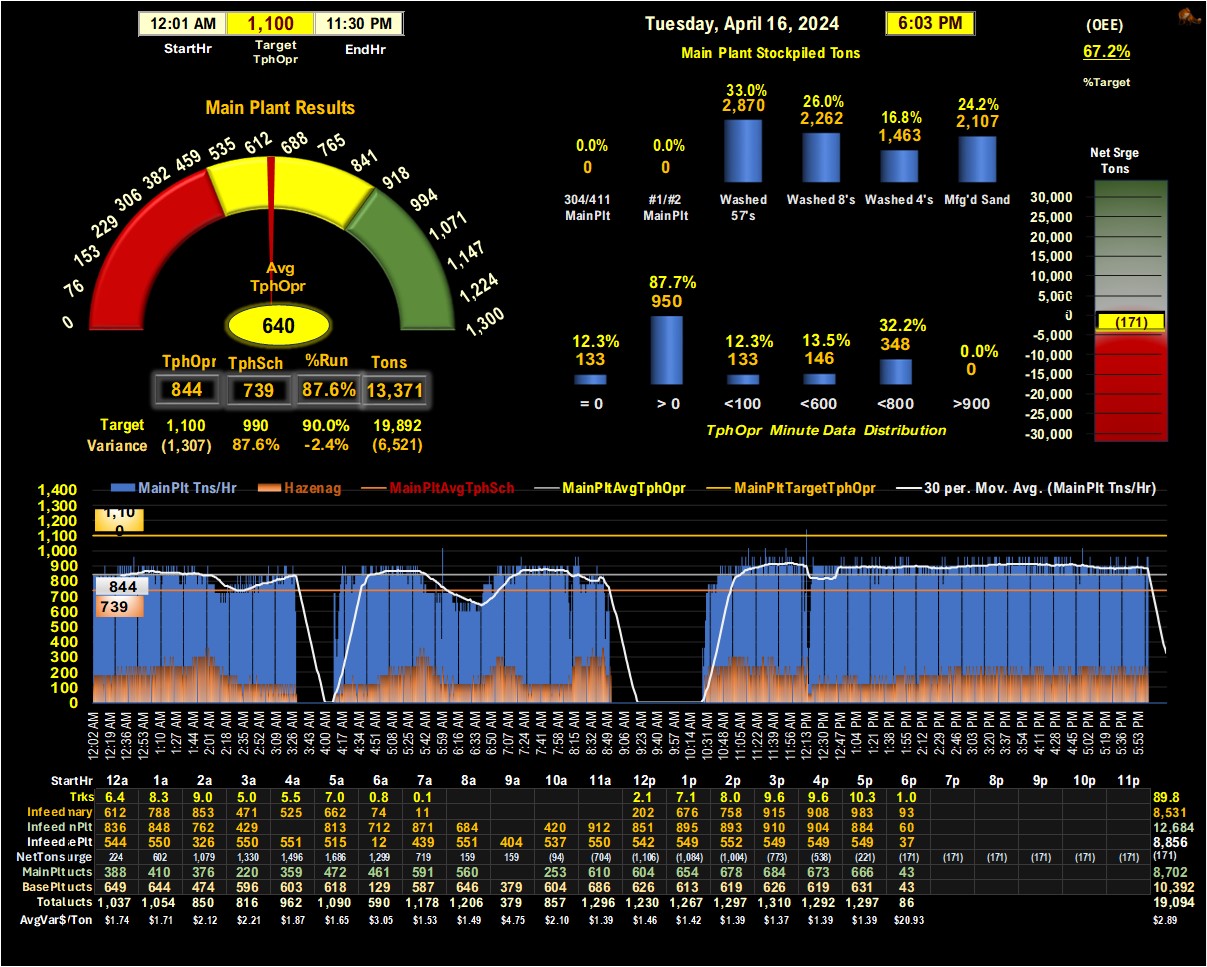 12:01 AM 1,100 11:30 PM
StartHr Target TphOpr EndHr
Tuesday, April 16, 2024 6:03 PM
Main Plant Stockpiled Tons
(OEE)
67.2%
%Target
Main Plant Results
0 76 153 229 306 382 459 535 612 688 765 841 918 994 1,071 1,147 1,224 1,300
Avg
TphOpr
640
TphOpr TphSch %Run Tons
844 739 87.6% 13,371
Target 1,100 990 90.0% 19,892
Variance (1,307) 87.6% -2.4% (6,521)
0.0% 0.0% 33.0% 26.0% 16.8% 24.2%
0 0 2,870 2,262 1,463 2,107
304/411 #1/#2 Washed Washed 8's Washed 4's Mfg'd Sand
MainPlt MainPlt 57's
12.3% 87.7% 12.3% 13.5% 32.2% 0.0%
133 950 133 146 348 0
= 0 > 0 <100 <600 <800 >900
TphOpr Minute Data Distribution
Net Srge
Tons
30,000
25,000
20,000
15,000
10,000
5,000
0
(171)
-5,000
-10,000
-15,000
-20,000
-25,000
-30,000
MainPlt Tns/Hr Hazenag MainPltAvgTphSch MainPltAvgTphOpr MainPltTargetTphOpr 30 per. Mov. Avg. (MainPlt Tns/Hr)
1,400
1,300
1,200
1,100
1,000
900
800
700
600
500
400
300
200
100
0
1,10
0
844
739
12:02 AM 12:19 AM 12:36 AM 12:53 AM 1:10 AM 1:27 AM 1:44 AM 2:01 AM 2:18 AM 2:35 AM 2:52 AM 3:09 AM 3:26 AM 3:43 AM 4:00 AM 4:17 AM 4:34 AM 4:51 AM 5:08 AM 5:25 AM 5:42 AM 5:59 AM 6:16 AM 6:33 AM 6:50 AM 7:07 AM 7:24 AM 7:41 AM 7:58 AM 8:15 AM 8:32 AM 8:49 AM 9:06 AM 9:23 AM 9:40 AM 9:57 AM 10:14 AM 10:31 AM 10:48 AM 11:05 AM 11:22 AM 11:39 AM 11:56 AM 12:13 PM 12:30 PM 12:47 PM 1:04 PM 1:21 PM 1:38 PM 1:55 PM 2:12 PM 2:29 PM 2:46 PM 3:03 PM 3:20 PM 3:37 PM 3:54 PM 4:11 PM 4:28 PM 4:45 PM 5:02 PM 5:19 PM 5:36 PM 5:53 PM
StartHr 12a 1a 2a 3a 4a 5a 6a 7a 8a 9a 10a 11a 12p 1p 2p 3p 4p 5p 6p 7p 8p 9p 10p 11p
Trks 6.4 8.3 9.0 5.0 5.5 7.0 0.8 0.1 2.1 7.1 8.0 9.6 9.6 10.3 1.0 89.8
Infeed mary 612 788 853 471 525 662 74 11 202 676 758 915 908 983 93 8,531
Infeed nPlt 836 848 762 429 813 712 871 684 420 912 851 895 893 910 904 884 60 12,684
Infeed ePlt 544 550 326 550 551 515 12 439 551 404 537 550 542 549 552 549 549 549 37 8,856
NetTons urge 224 602 1,079 1,330 1,496 1,686 1,299 719 159 159 (94) (704) (1,106) (1,084) (1,004) (773) (538) (221) (171) (171) (171) (171) (171) (171) (171)
MainPlt ucts 388 410 376 220 359 472 461 591 560 253 610 604 654 678 684 673 666 43 8,702
BasePlt ucts 649 644 474 596 603 618 129 587 646 379 604 686 626 613 619 626 619 631 43 10,392
Total ucts 1,037 1,054 850 816 962 1,090 590 1,178 1,206 379 857 1,296 1,230 1,267 1,297 1,310 1,292 1,297 86 19,094
AvgVar$/Ton $1.74 $1.71 $2.12 $2.21 $1.87 $1.65 $3.05 $1.53 $1.49 $4.75 $2.10 $1.39 $1.46 $1.42 $1.39 $1.39 $1.39 $1.39 $20.93 $2.89